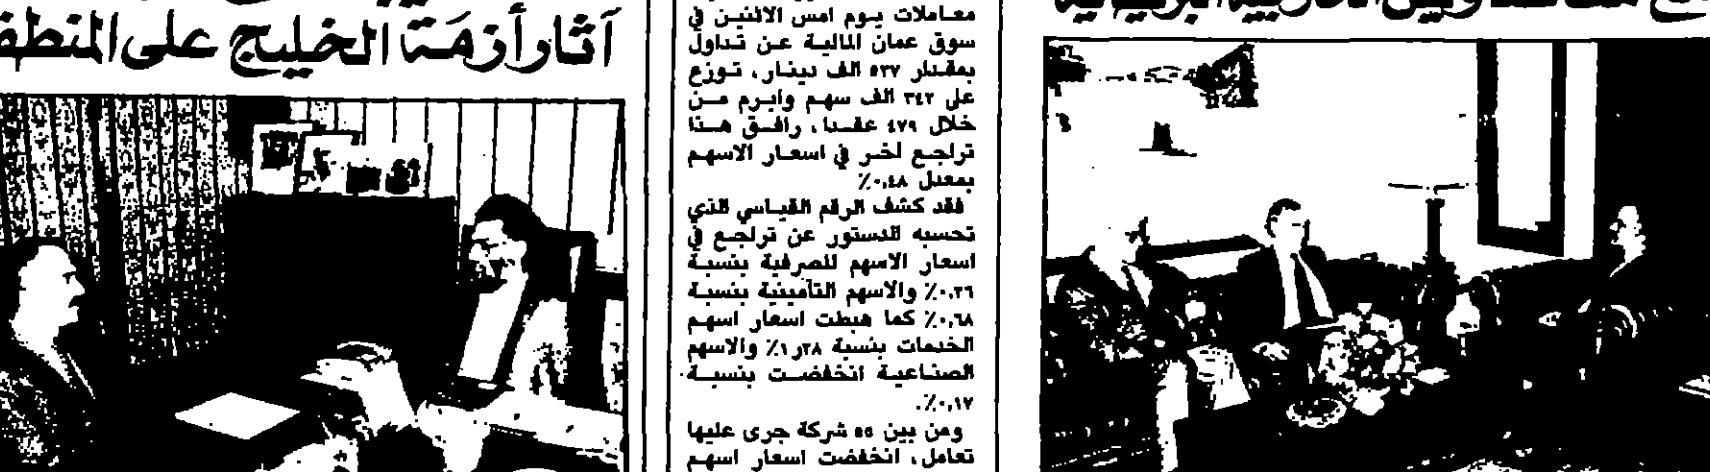 آثار أزمة الخليج على المنطقة
معاملات يوم امس الاثنين في
سوق عمان المالية عن تداول
بمقدار ٥٣٧ الف دينار، توزع
على ٣٤٢ الف سهم وابرم من
خلال ٤٧٩ عقدا، رافق هذا
تراجع اخر في اسعار الاسهم
بمعدل ٠,٤٨٪
فقد كشف الرقم القياسي الذي
تحسبه الدستور عن تراجع في
اسعار الاسهم المصرفية بنسبة
٠,٣٦٪ والاسهم التأمينية بنسبة
٠,٦٨٪ كما هبطت اسعار اسهم
الخدمات بنسبة ٣٨ر١٪ والاسهم
الصناعية انخفضت بنسبة
٠,١٧٪.
ومن بين ٥٥ شركة جرى عليها
تعامل، انخفضت اسعار اسهم